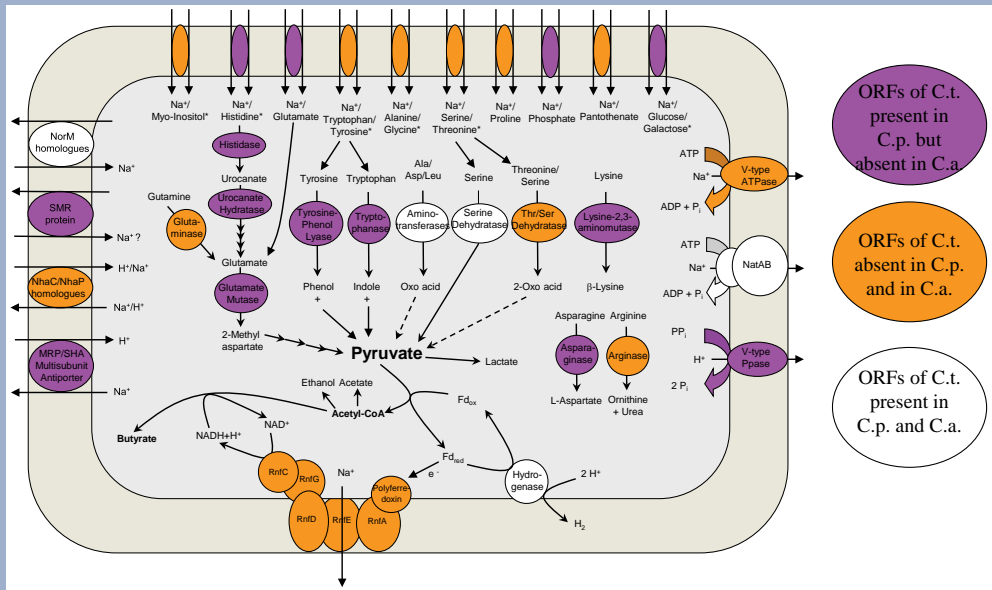 Na⁺/
Myo-Inositol*
Na⁺/
Histidine*
Na⁺/
Glutamate
Na⁺/
Tryptophan/
Tyrosine*
Na⁺/
Alanine/
Glycine*
Na⁺/
Serine/
Threonine*
Na⁺/
Proline
Na⁺/
Phosphate
Na⁺/
Pantothenate
Na⁺/
Glucose/
Galactose*
NorM
homologues
Na⁺
SMR
protein
Na⁺ ?
H⁺/Na⁺
NhaC/NhaP
homologues
Na⁺/H⁺
H⁺
MRP/SHA
Multisubunit
Antiporter
Na⁺
Histidase
Urocanate
Urocanate
Hydratase
Glutamine
Gluta-
minase
Glutamate
Glutamate
Mutase
2-Methyl
aspartate
Tyrosine
Tyrosine-
Phenol
Lyase
Phenol
+
Tryptophan
Trypto-
phanase
Indole
+
Ala/
Asp/Leu
Amino-
transferases
Oxo acid
Serine
Serine
Dehydratase
Threonine/
Serine
Thr/Ser
Dehydratase
2-Oxo acid
Lysine
Lysine-2,3-
aminomutase
β-Lysine
Asparagine
Aspara-
ginase
L-Aspartate
Arginine
Arginase
Ornithine
+ Urea
Pyruvate
Lactate
Ethanol
Acetate
Acetyl-CoA
Fdox
Butyrate
NADH+H⁺
NAD⁺
Fdred
e⁻
Hydro-
genase
2 H⁺
H₂
RnfC
RnfG
Na⁺
Polyferre-
doxin
RnfD
RnfE
RnfA
ATP
Na⁺
ADP + Pi
V-type
ATPase
ATP
Na⁺
ADP + Pi
NatAB
PPi
H⁺
2 Pi
V-type
Ppase
ORFs of C.t.
present in
C.p. but
absent in C.a.
ORFs of C.t.
absent in C.p.
and in C.a.
ORFs of C.t.
present in
C.p. and C.a.